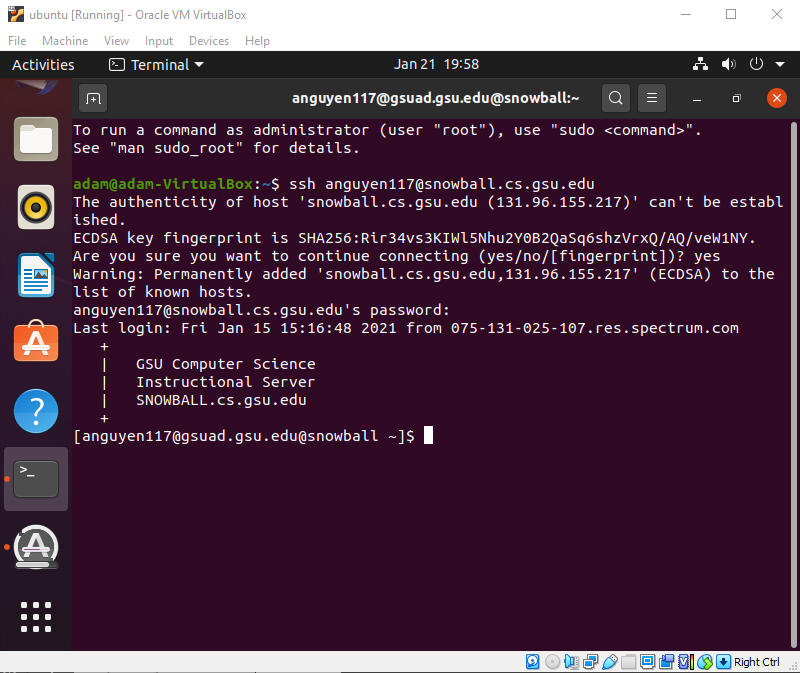 ubuntu [Running] - Oracle VM VirtualBox
File Machine View Input Devices Help
Activities Terminal Jan 21 19:58
anguyen117@gsuad.gsu.edu@snowball:~
To run a command as administrator (user "root"), use "sudo <command>".
See "man sudo_root" for details.
adam@adam-VirtualBox:~$ ssh anguyen117@snowball.cs.gsu.edu
The authenticity of host 'snowball.cs.gsu.edu (131.96.155.217)' can't be establ
ished.
ECDSA key fingerprint is SHA256:Rir34vs3KIWl5Nhu2Y0B2QaSq6shzVrxQ/AQ/veW1NY.
Are you sure you want to continue connecting (yes/no/[fingerprint])? yes
Warning: Permanently added 'snowball.cs.gsu.edu,131.96.155.217' (ECDSA) to the
list of known hosts.
anguyen117@snowball.cs.gsu.edu's password:
Last login: Fri Jan 15 15:16:48 2021 from 075-131-025-107.res.spectrum.com
+
| GSU Computer Science
| Instructional Server
| SNOWBALL.cs.gsu.edu
+
[anguyen117@gsuad.gsu.edu@snowball ~]$
Right Ctrl